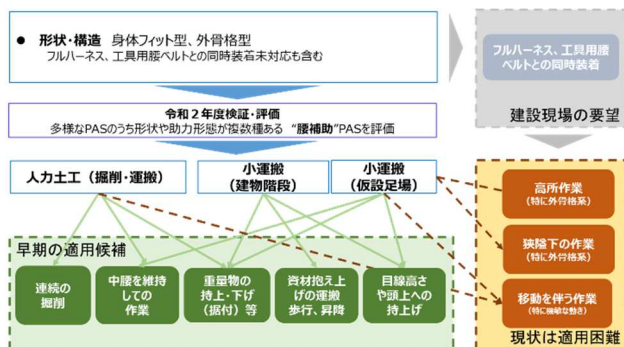 ● 形状・構造 身体フィット型、外骨格型
フルハーネス、工具用腰ベルトとの同時装着未対応も含む
フルハーネス、工具用腰
ベルトとの同時装着
建設現場の要望
令和2年度検証・評価
多様なPASのうち形状や助力形態が複数種ある “腰補助”PASを評価
人力土工(掘削・運搬)
小運搬
(建物階段)
小運搬
(仮設足場)
高所作業
(特に外骨格系)
狭隘下の作業
(特に外骨格系)
移動を伴う作業
(特に機敏な動き)
現状は適用困難
早期の適用候補
連続の
掘削
中腰を維持
しての
作業
重量物の
持上・下げ
(据付)等
資材抱え上
げの運搬
歩行、昇降
目線高さ
や頭上への
持上げ